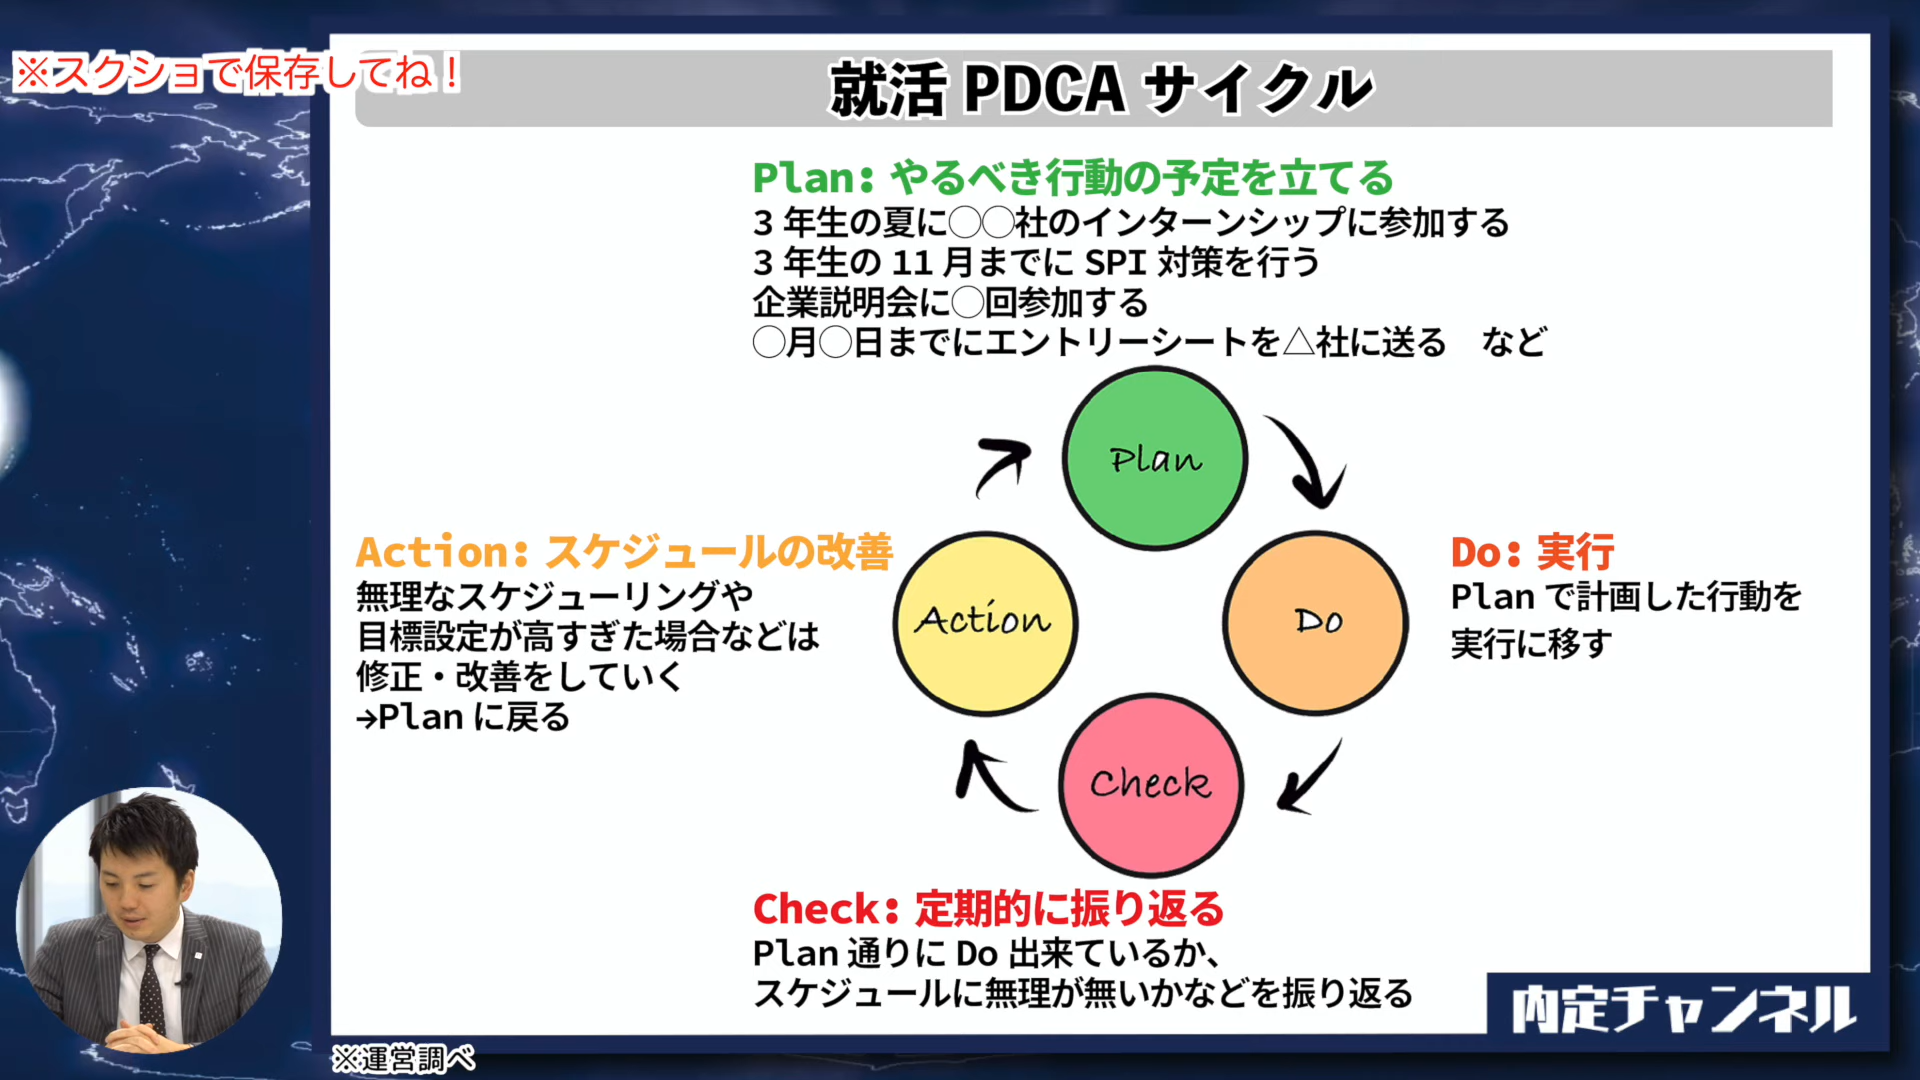 ※スクショで保存してね！
就活 PDCA サイクル
Plan: やるべき行動の予定を立てる
3 年生の夏に◯◯社のインターンシップに参加する
3 年生の 11 月までに SPI 対策を行う
企業説明会に◯回参加する
◯月◯日までにエントリーシートを△社に送る　など
Plan
Action: スケジュールの改善
無理なスケジューリングや
目標設定が高すぎた場合などは
修正・改善をしていく
→Plan に戻る
Action
Do
Do: 実行
Plan で計画した行動を
実行に移す
Check
Check: 定期的に振り返る
Plan 通りに Do 出来ているか、
スケジュールに無理が無いかなどを振り返る
内定チャンネル
※運営調べ